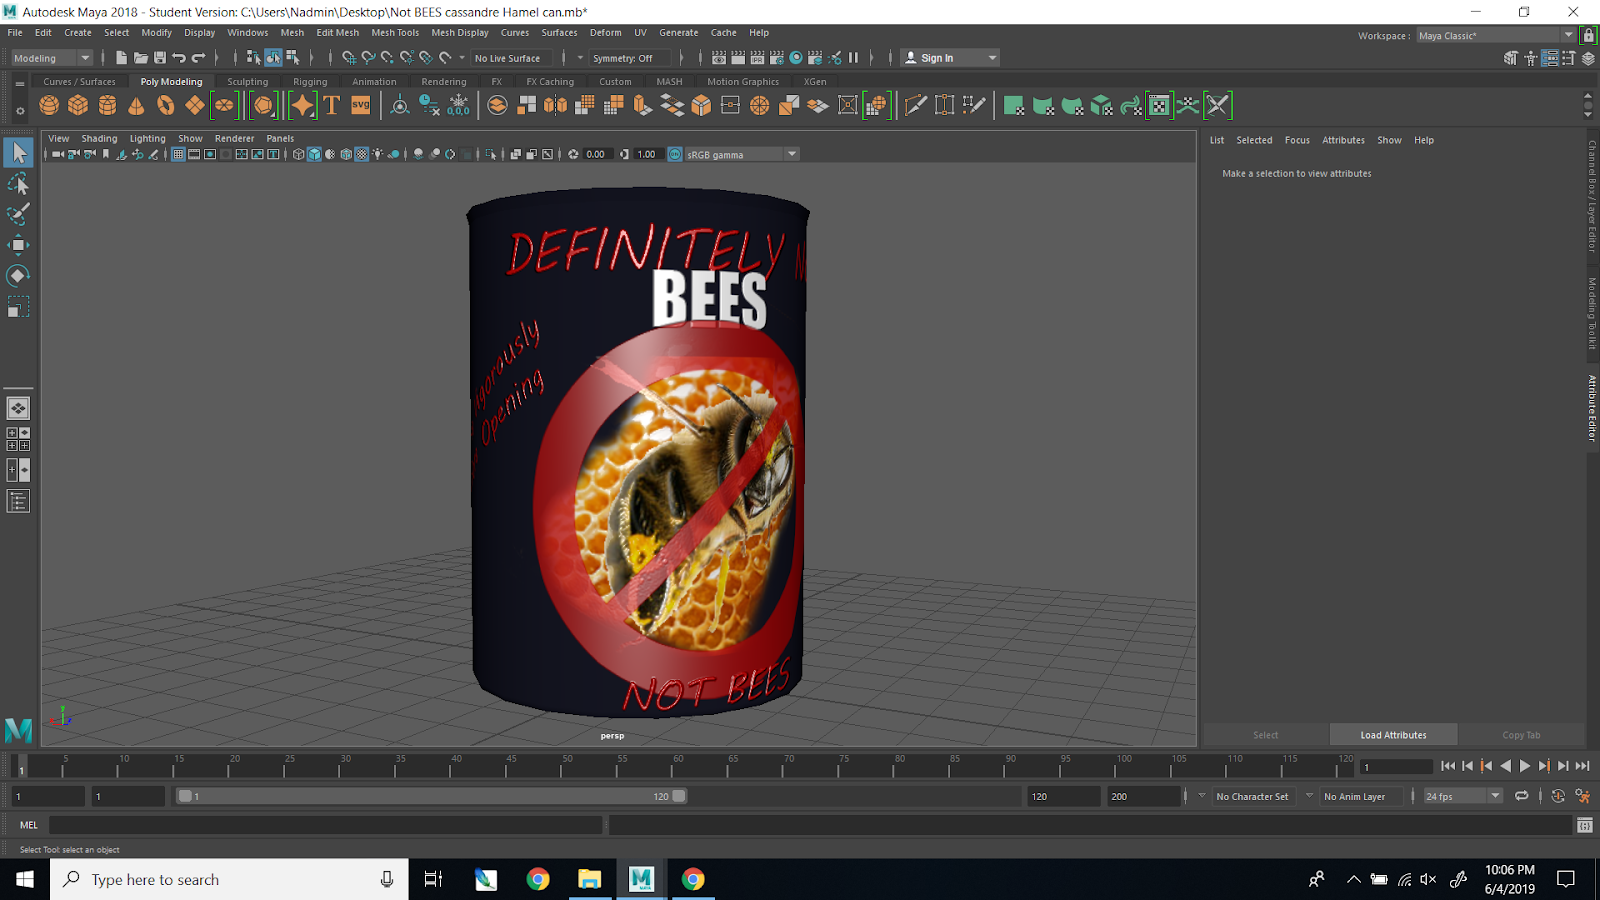 Autodesk Maya 2018 - Student Version: C:\Users\Nadmin\Desktop\Not BEES cassandre Hamel can.mb*
File Edit Create Select Modify Display Windows Mesh Edit Mesh Mesh Tools Mesh Display Curves Surfaces Deform UV Generate Cache Help
Workspace : Maya Classic*
Modeling No Live Surface Symmetry: Off Sign In
Curves / Surfaces Poly Modeling Sculpting Rigging Animation Rendering FX FX Caching Custom MASH Motion Graphics XGen
T SVG 0,0,0
View Shading Lighting Show Renderer Panels
0.00 1.00 sRGB gamma
List Selected Focus Attributes Show Help
Make a selection to view attributes
Channel Box / Layer Editor
Modeling Toolkit
Attribute Editor
DEFINITELY N
BEES
igorously
Opening
NOT BEES
persp
Select Load Attributes Copy Tab
1 5 10 15 20 25 30 35 40 45 50 55 60 65 70 75 80 85 90 95 100 105 110 115 120 1
1 1 1 120 120 200 No Character Set No Anim Layer 24 fps
MEL
Select Tool: select an object
Type here to search
10:06 PM
6/4/2019